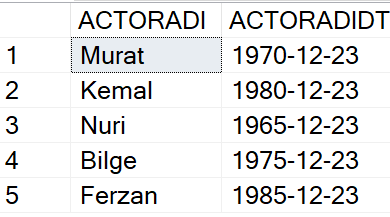 ACTORADI ACTORADIDT
1 Murat 1970-12-23
2 Kemal 1980-12-23
3 Nuri 1965-12-23
4 Bilge 1975-12-23
5 Ferzan 1985-12-23